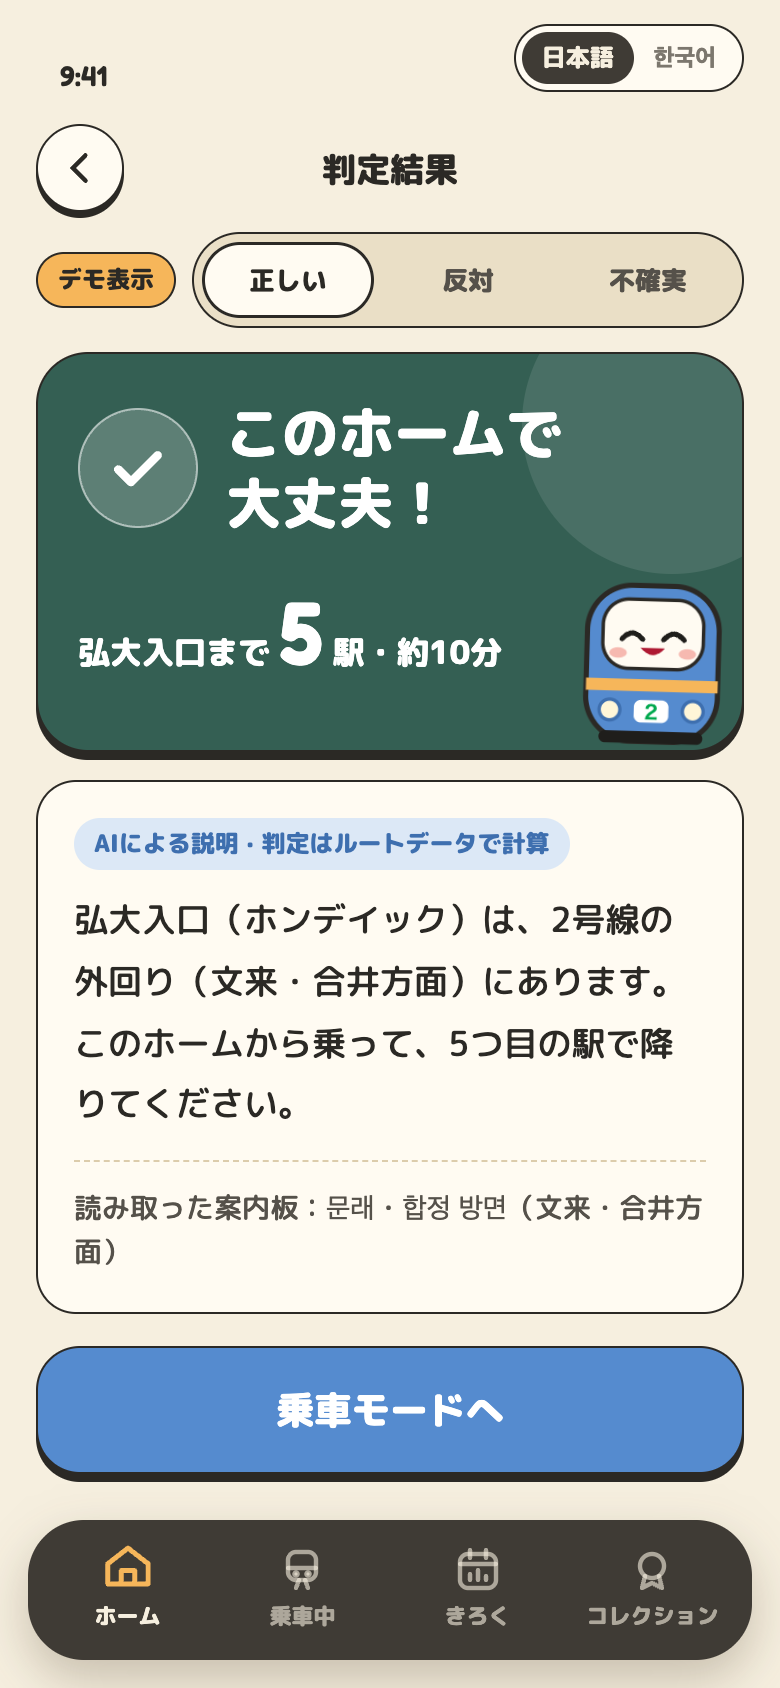 9:41
日本語 한국어
判定結果
デモ表示 正しい 反対 不確実
このホームで
大丈夫！
弘大入口まで 5 駅・約10分
2
AIによる説明・判定はルートデータで計算
弘大入口（ホンデイック）は、2号線の
外回り（文来・合井方面）にあります。
このホームから乗って、5つ目の駅で降
りてください。
読み取った案内板：문래・합정 방면（文来・合井方
面）
乗車モードへ
ホーム 乗車中 きろく コレクション